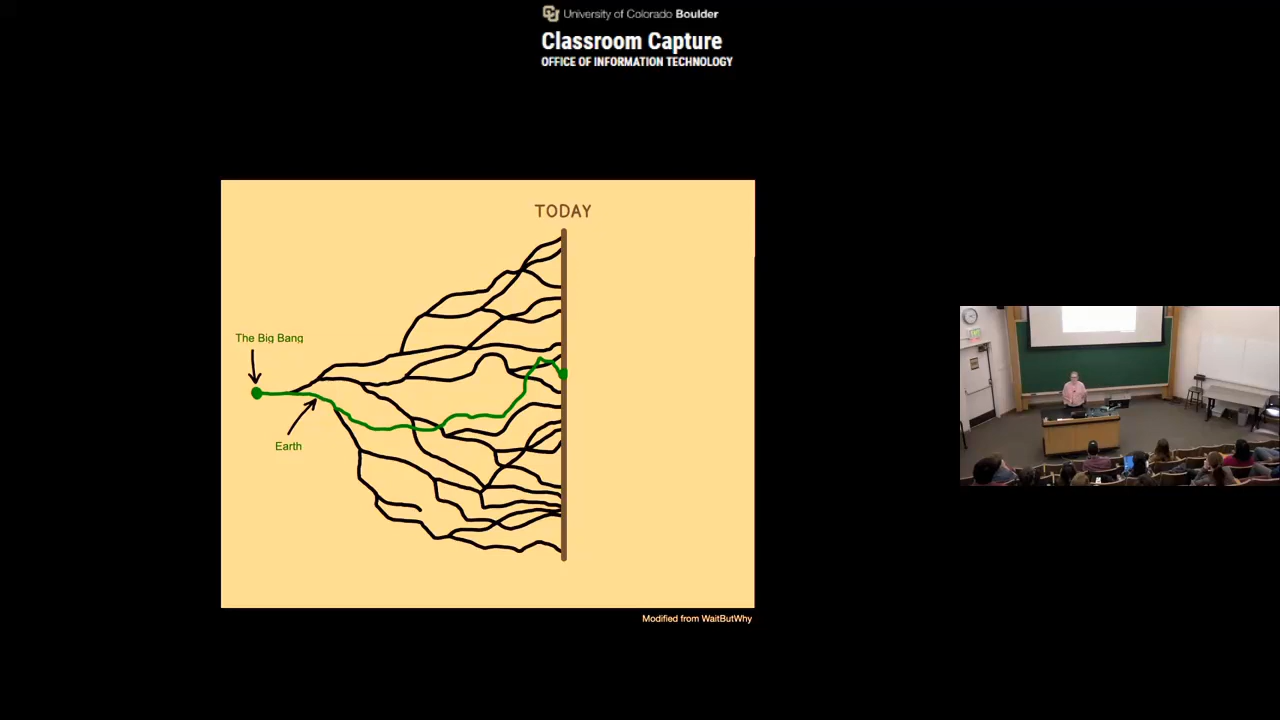 University of Colorado Boulder
Classroom Capture
OFFICE OF INFORMATION TECHNOLOGY
TODAY
The Big Bang
Earth
Modified from WaitButWhy